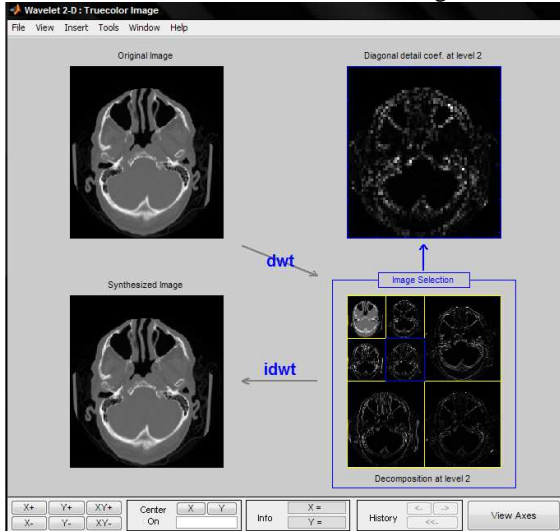 Wavelet 2-D : Truecolor Image
File View Insert Tools Window Help
Original Image
Diagonal detail coef. at level 2
dwt
Image Selection
Synthesized Image
idwt
Decomposition at level 2
X+ Y+ XY+
X- Y- XY-
Center On X Y
Info X = Y =
History <- -> <<-
View Axes